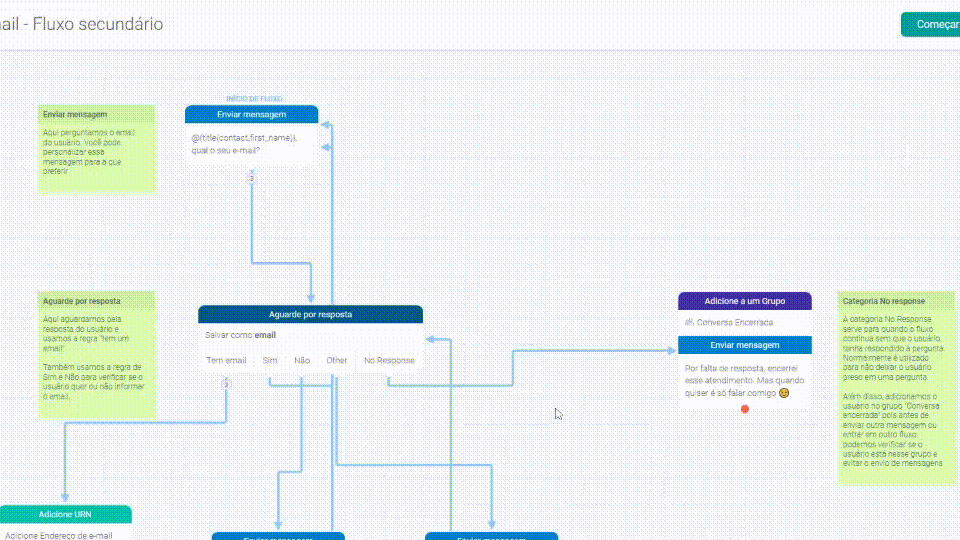 ail - Fluxo secundário
Começar
INÍCIO DE FLUXO
Enviar mensagem
Aqui perguntamos o email
do usuário. Você pode
personalizar essa
mensagem para a que
preferir
Enviar mensagem
@(title(contact.first_name)),
qual o seu e-mail?
3
Aguarde por resposta
Aqui aguardamos pela
resposta do usuário e
usamos a regra "tem um
email".
Também usamos a regra de
Sim e Não para verificar se o
usuário quer ou não informar
o email.
Aguarde por resposta
Salvar como email
Tem email
Sim
Não
Other
No Response
Adicione a um Grupo
Conversa Encerrada
Enviar mensagem
Por falta de resposta, encerrei
esse atendimento. Mas quando
quiser é só falar comigo 😉
Categoria No response
A categoria No Response
serve para quando o fluxo
continua sem que o usuário,
tenha respondido a pergunta.
Normalmente é utilizado
para não deixar o usuário
preso em uma pergunta.
Além disso, adicionamos o
usuário no grupo "Conversa
encerrada" pois antes de
enviar outra mensagem ou
entrar em outro fluxo
podemos verificar se o
usuário está nesse grupo e
evitar o envio de mensagens
Adicione URN
Adicione Endereço de e-mail
Enviar mensagem
Enviar mensagem